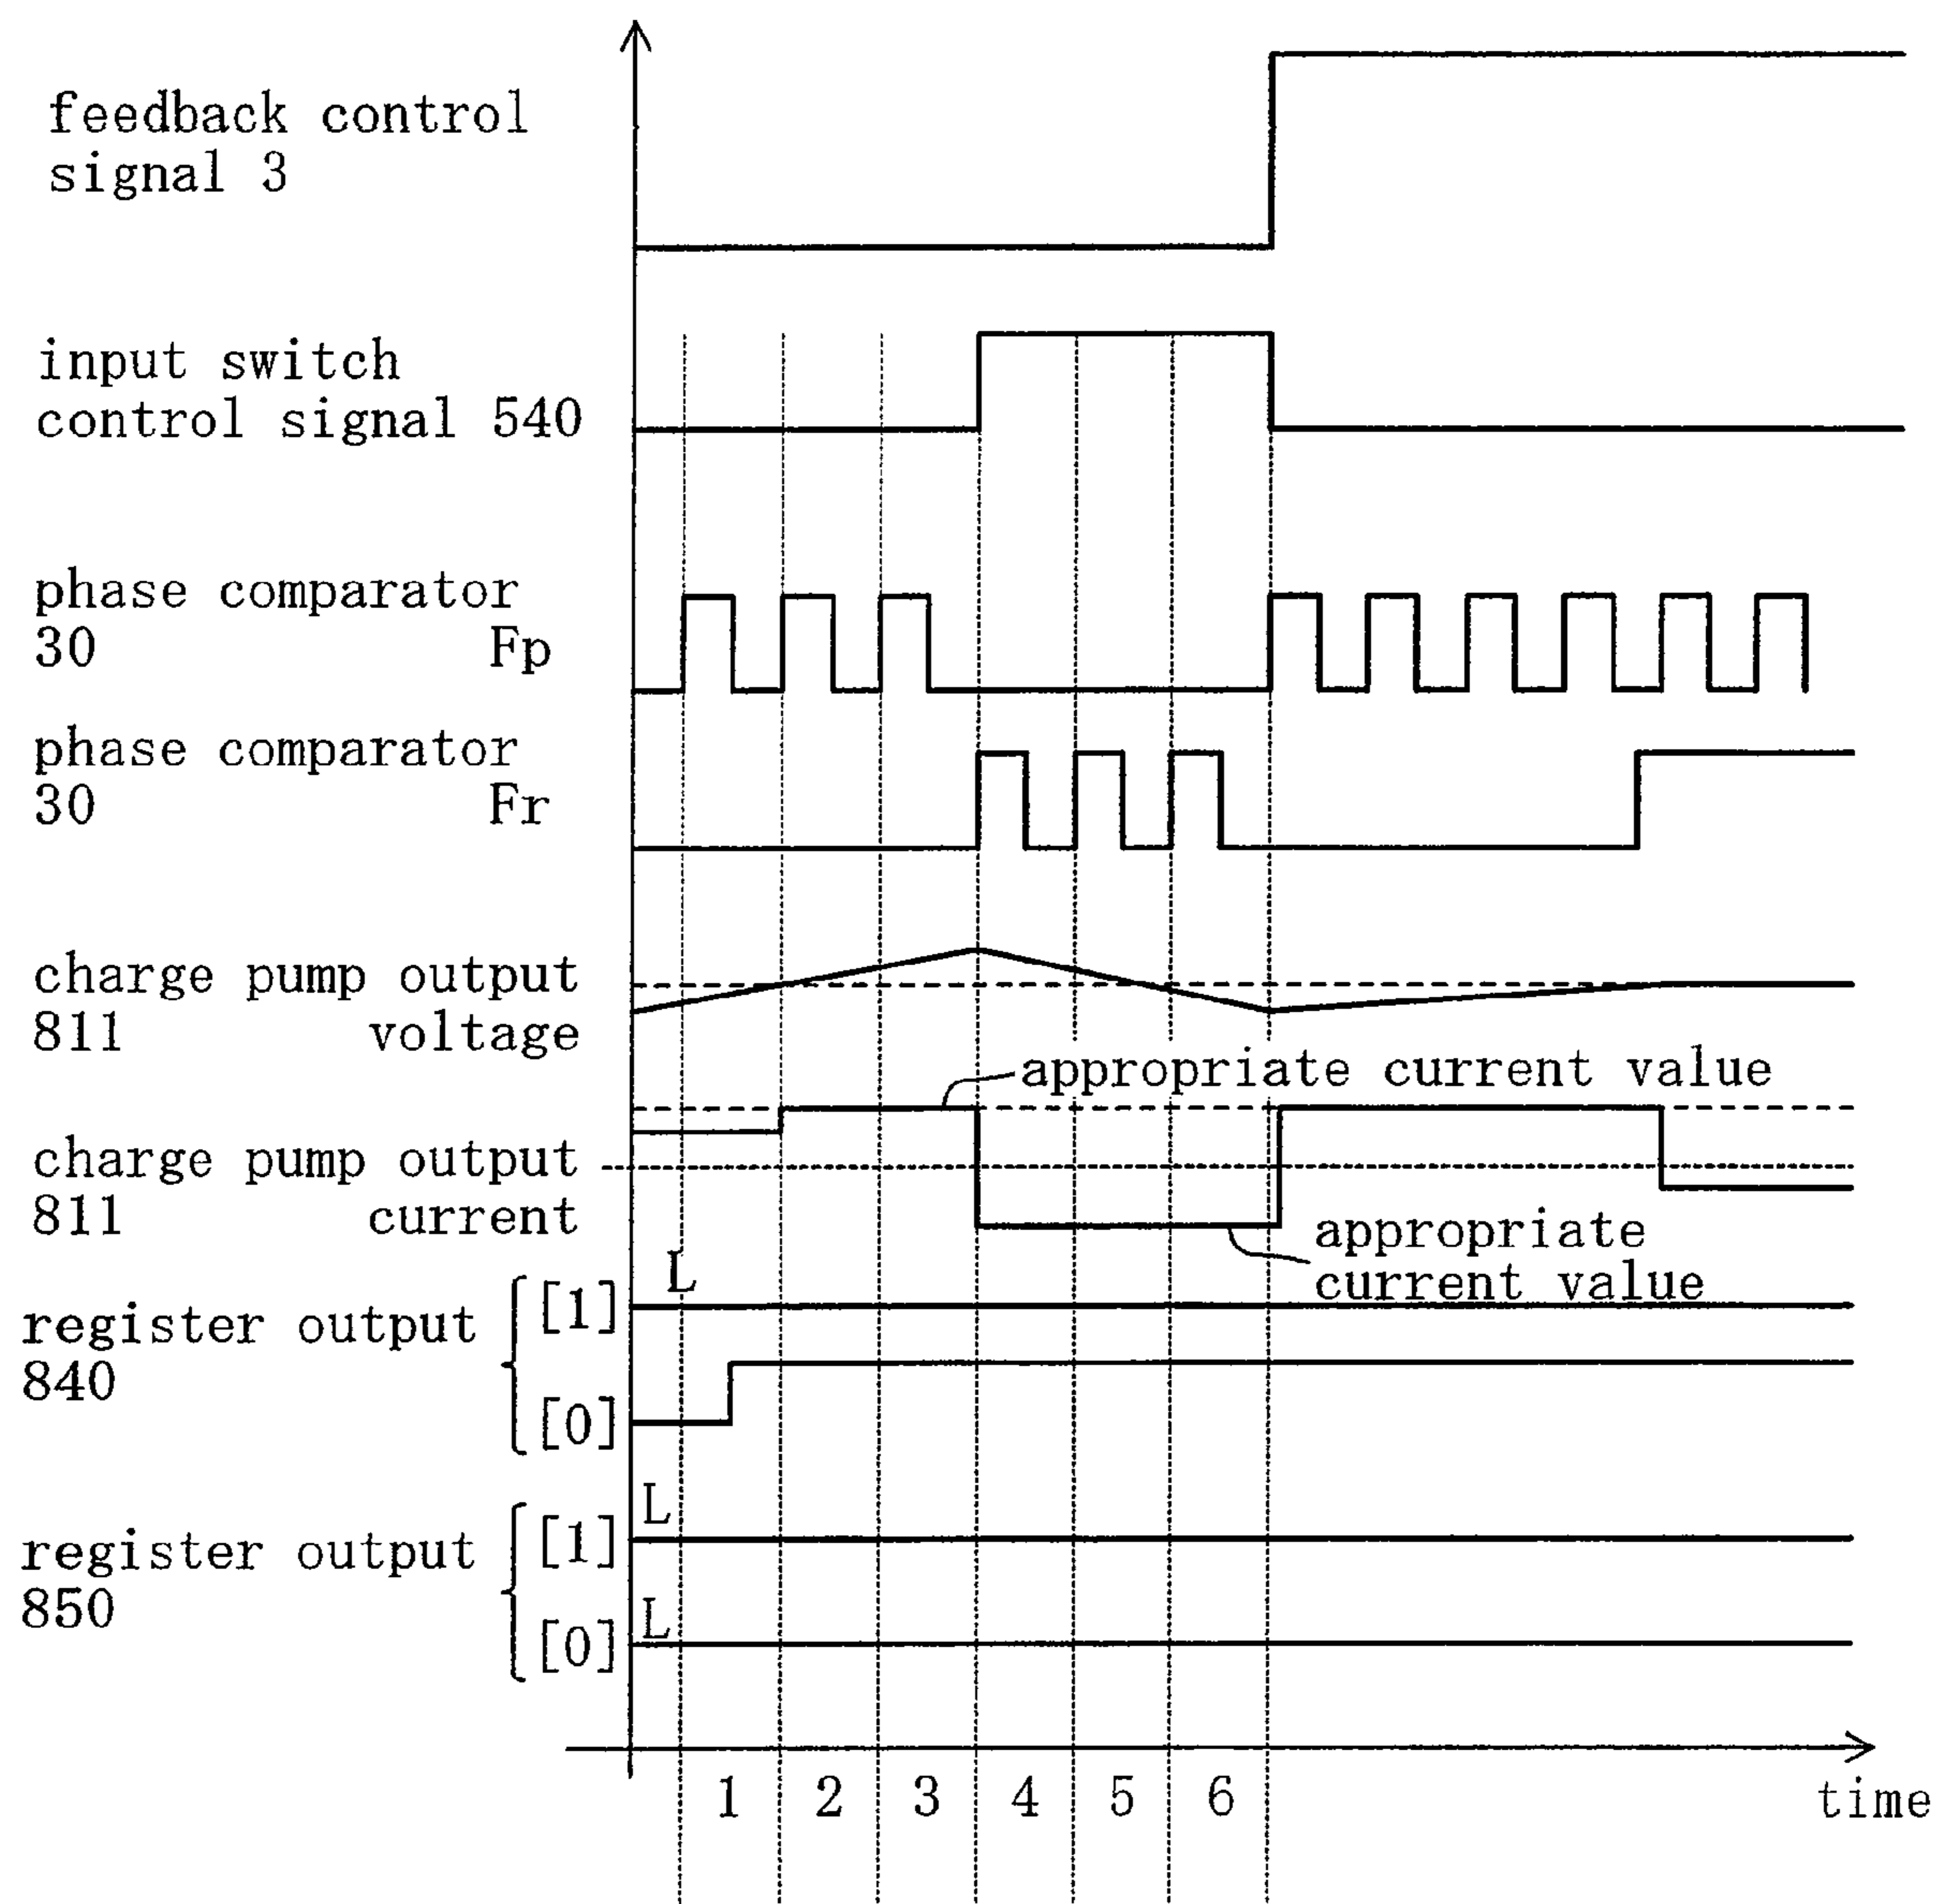 feedback control
signal 3
input switch
control signal 540
phase comparator
30 Fp
phase comparator
30 Fr
charge pump output
811 voltage
appropriate current value
charge pump output
811 current
appropriate
current value
L
register output
840
[1]
[0]
L
register output
850
[1]
L
[0]
1 2 3 4 5 6
time